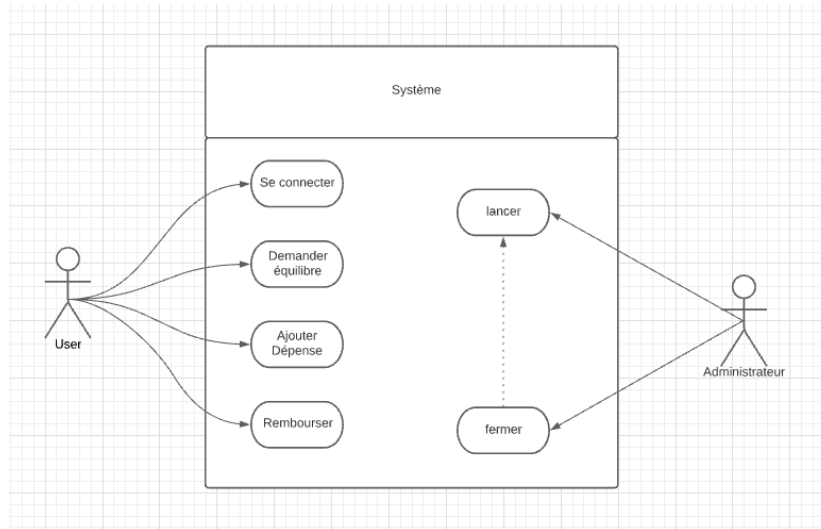 Système
Se connecter
Demander
équilibre
Ajouter
Dépense
Rembourser
lancer
fermer
User
Administrateur